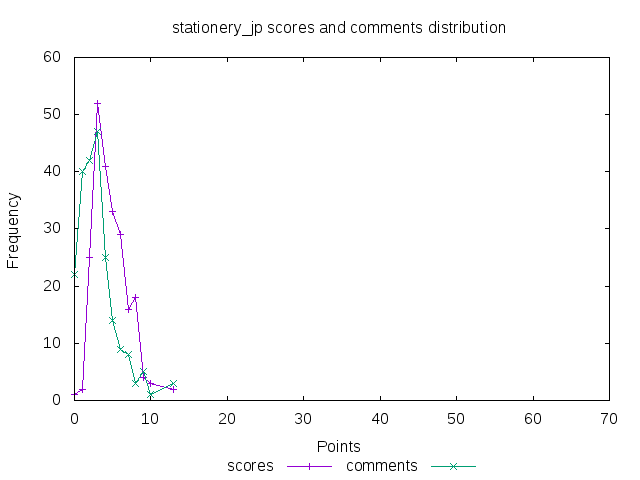 stationery_jp scores and comments distribution
60
50
40
30
20
10
0
Frequency
0 10 20 30 40 50 60 70
Points
scores comments